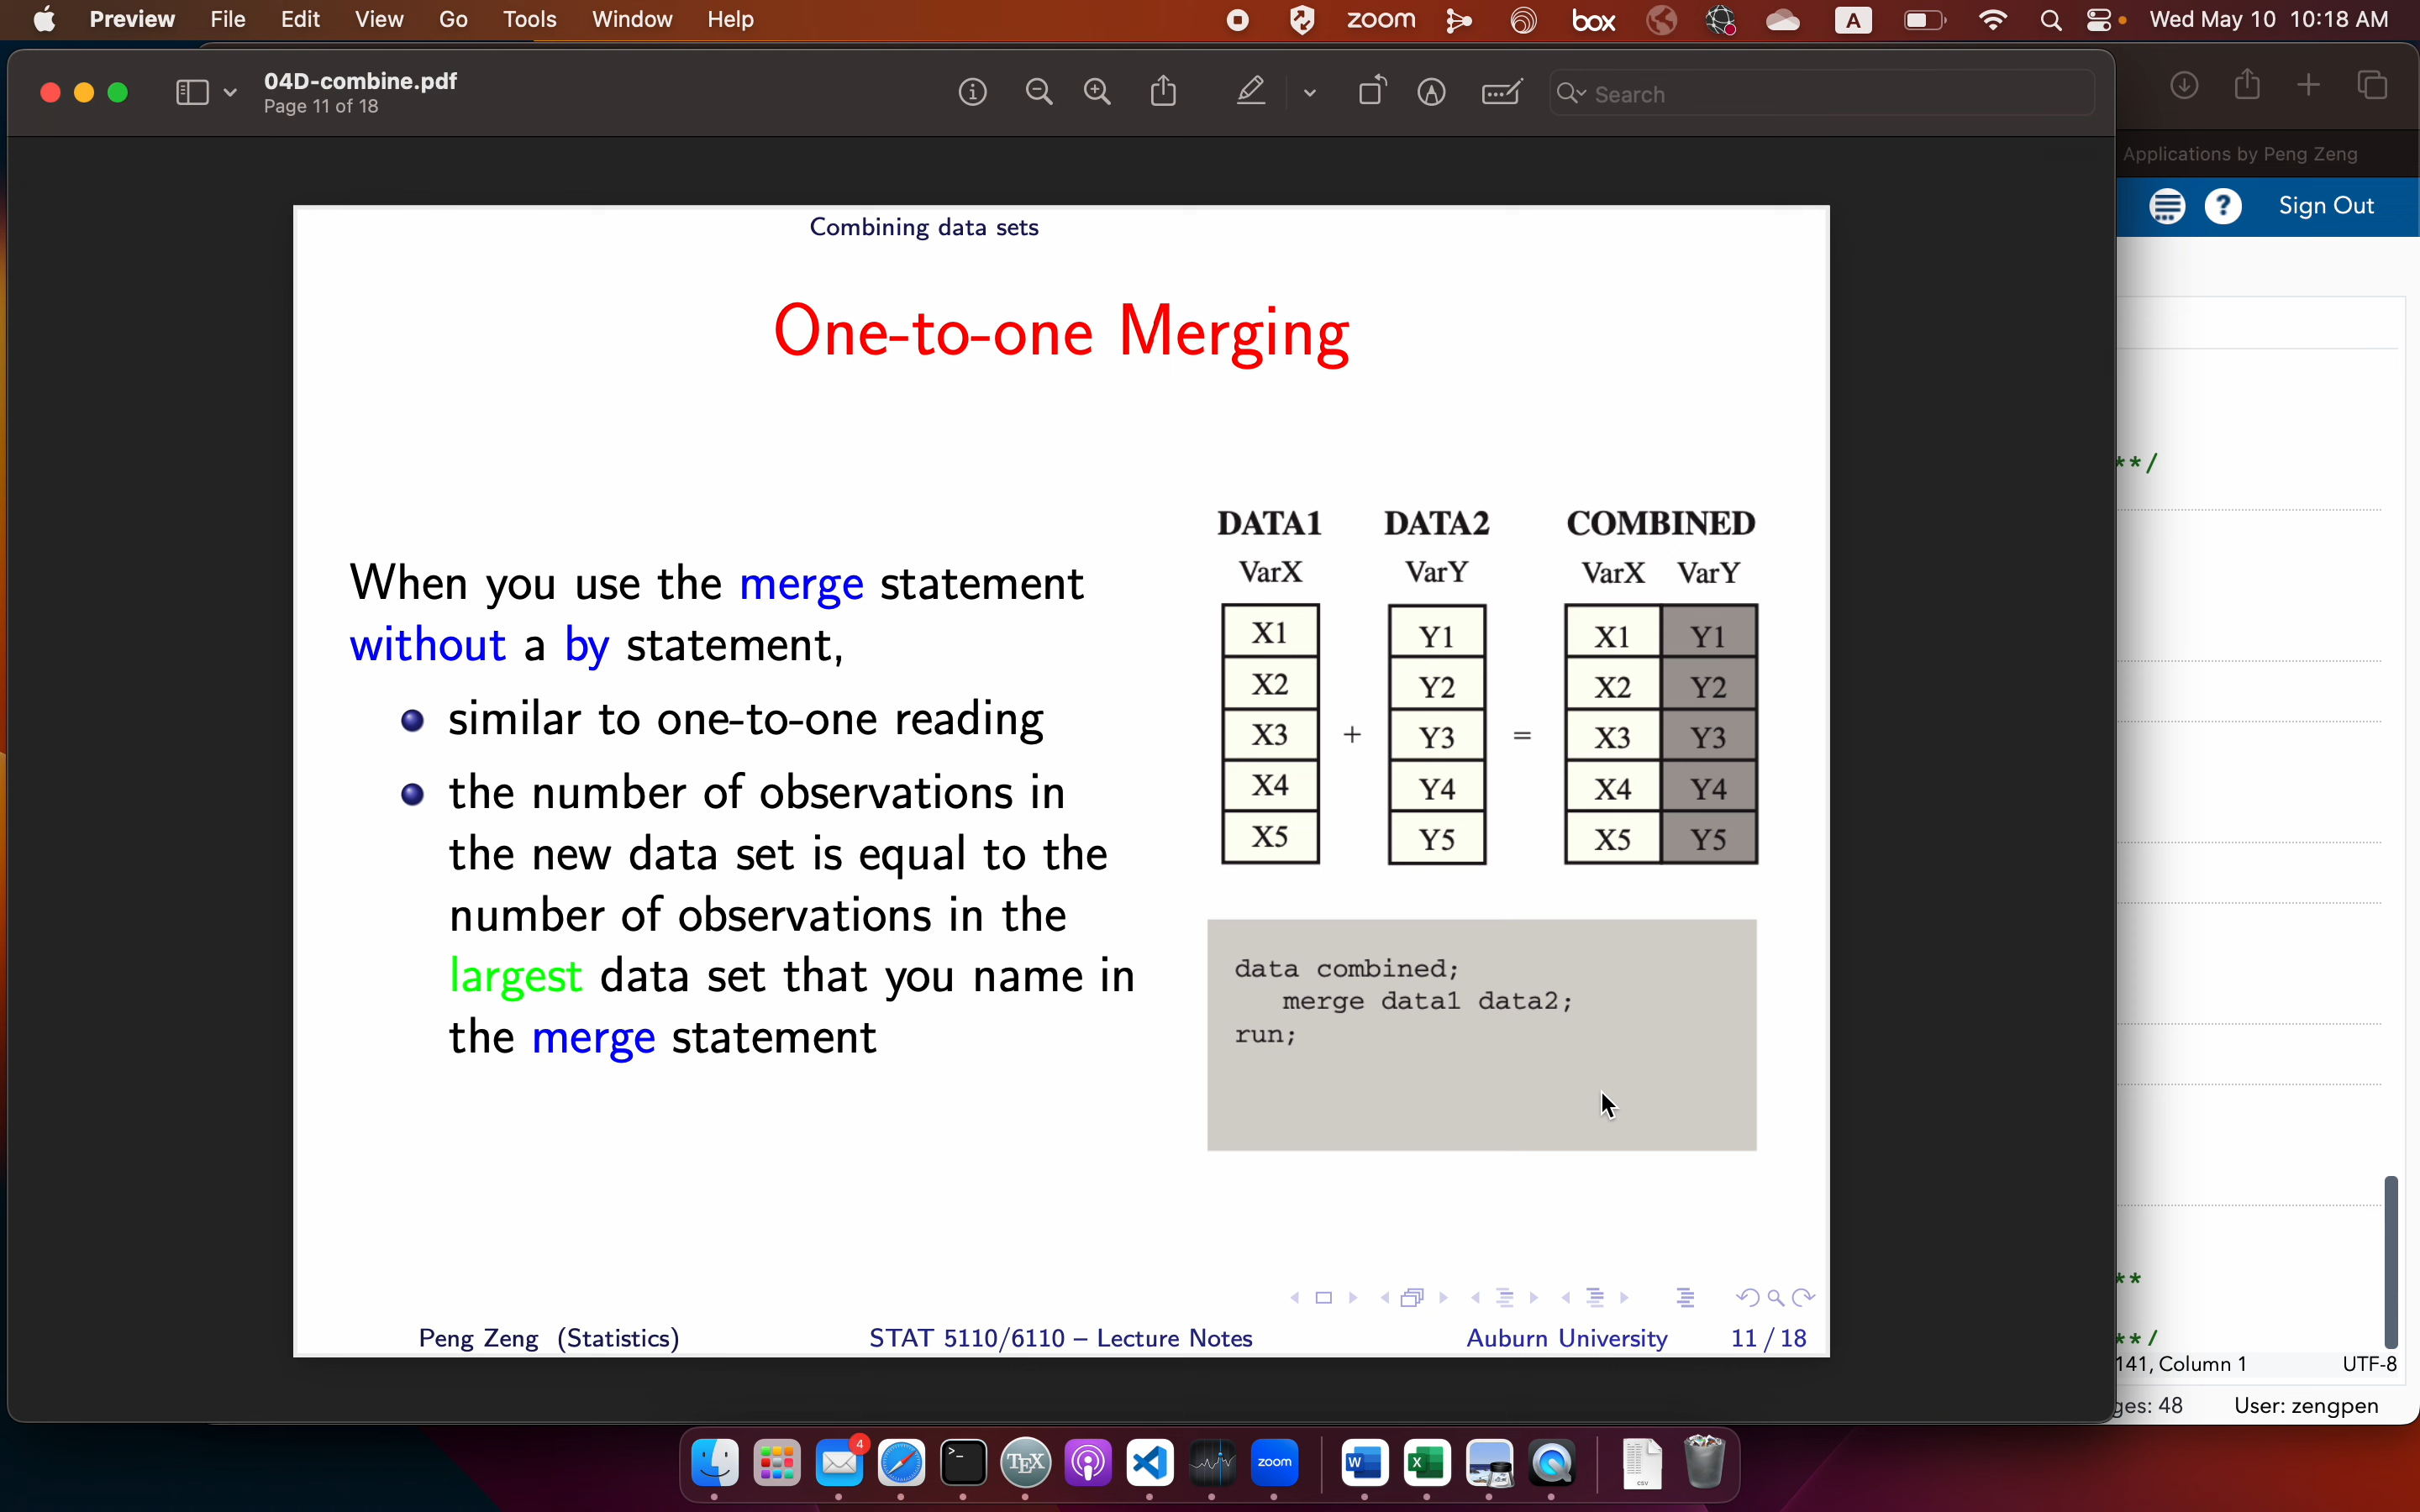 Preview File Edit View Go Tools Window Help zoom box A Wed May 10 10:18 AM
04D-combine.pdf
Page 11 of 18
Search
Applications by Peng Zeng
? Sign Out
Combining data sets
One-to-one Merging
When you use the merge statement
without a by statement,
similar to one-to-one reading
the number of observations in
the new data set is equal to the
number of observations in the
largest data set that you name in
the merge statement
DATA1 DATA2 COMBINED
VarX VarY VarX VarY
X1 Y1 X1 Y1
X2 Y2 X2 Y2
X3 + Y3 = X3 Y3
X4 Y4 X4 Y4
X5 Y5 X5 Y5
data combined;
merge data1 data2;
run;
Peng Zeng (Statistics) STAT 5110/6110 – Lecture Notes Auburn University 11 / 18
**/
**
**/
141, Column 1 UTF-8
User: zengpen
4 >_ TEX zoom W X CSV